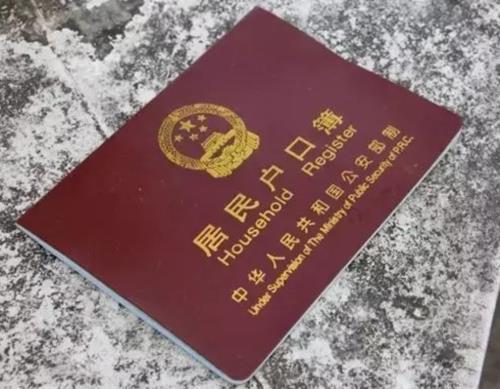 居民户口簿
Household Register
中华人民共和国公安部制
Under Supervision of The Ministry of Public Security of P.R.C.